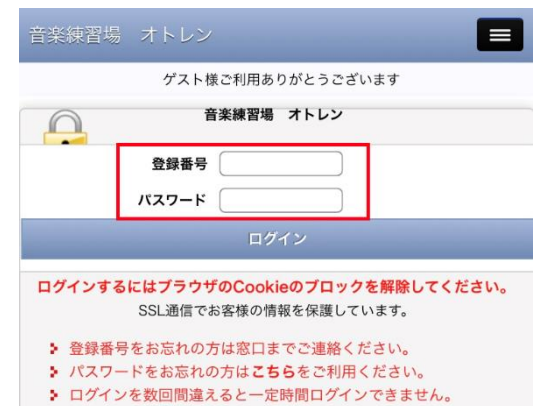 音楽練習場　オトレン
ゲスト様ご利用ありがとうございます
音楽練習場　オトレン
登録番号
パスワード
ログイン
ログインするにはブラウザのCookieのブロックを解除してください。
SSL通信でお客様の情報を保護しています。
登録番号をお忘れの方は窓口までご連絡ください。
パスワードをお忘れの方はこちらをご利用ください。
ログインを数回間違えると一定時間ログインできません。